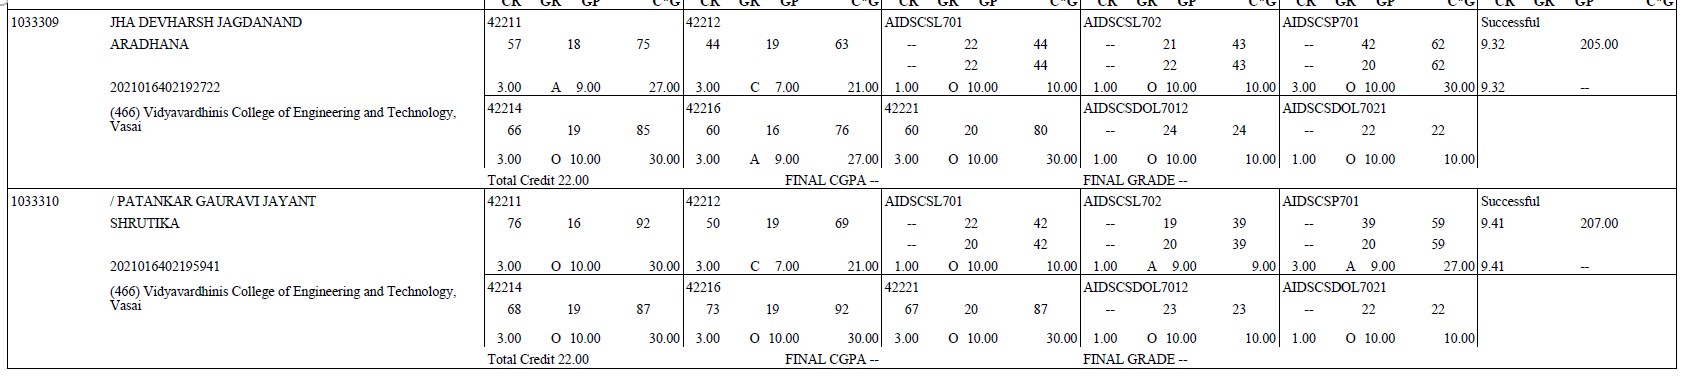 CR GR GP C*G CR GR GP C*G CR GR GP C*G CR GR GP C*G CR GR GP C*G CR GR GP C*G
1033309 JHA DEVHARSH JAGDANAND 42211 42212 AIDSCSL701 AIDSCSL702 AIDSCSP701 Successful
ARADHANA 57 18 75 44 19 63 -- 22 44 -- 21 43 -- 42 62 9.32 205.00
-- 22 44 -- 22 43 -- 20 62
2021016402192722 3.00 A 9.00 27.00 3.00 C 7.00 21.00 1.00 O 10.00 10.00 1.00 O 10.00 10.00 3.00 O 10.00 30.00 9.32 --
(466) Vidyavardhinis College of Engineering and Technology, 42214 42216 42221 AIDSCSDOL7012 AIDSCSDOL7021
Vasai 66 19 85 60 16 76 60 20 80 -- 24 24 -- 22 22
3.00 O 10.00 30.00 3.00 A 9.00 27.00 3.00 O 10.00 30.00 1.00 O 10.00 10.00 1.00 O 10.00 10.00
Total Credit 22.00 FINAL CGPA -- FINAL GRADE --
1033310 / PATANKAR GAURAVI JAYANT 42211 42212 AIDSCSL701 AIDSCSL702 AIDSCSP701 Successful
SHRUTIKA 76 16 92 50 19 69 -- 22 42 -- 19 39 -- 39 59 9.41 207.00
-- 20 42 -- 20 39 -- 20 59
2021016402195941 3.00 O 10.00 30.00 3.00 C 7.00 21.00 1.00 O 10.00 10.00 1.00 A 9.00 9.00 3.00 A 9.00 27.00 9.41 --
(466) Vidyavardhinis College of Engineering and Technology, 42214 42216 42221 AIDSCSDOL7012 AIDSCSDOL7021
Vasai 68 19 87 73 19 92 67 20 87 -- 23 23 -- 22 22
3.00 O 10.00 30.00 3.00 O 10.00 30.00 3.00 O 10.00 30.00 1.00 O 10.00 10.00 1.00 O 10.00 10.00
Total Credit 22.00 FINAL CGPA -- FINAL GRADE --